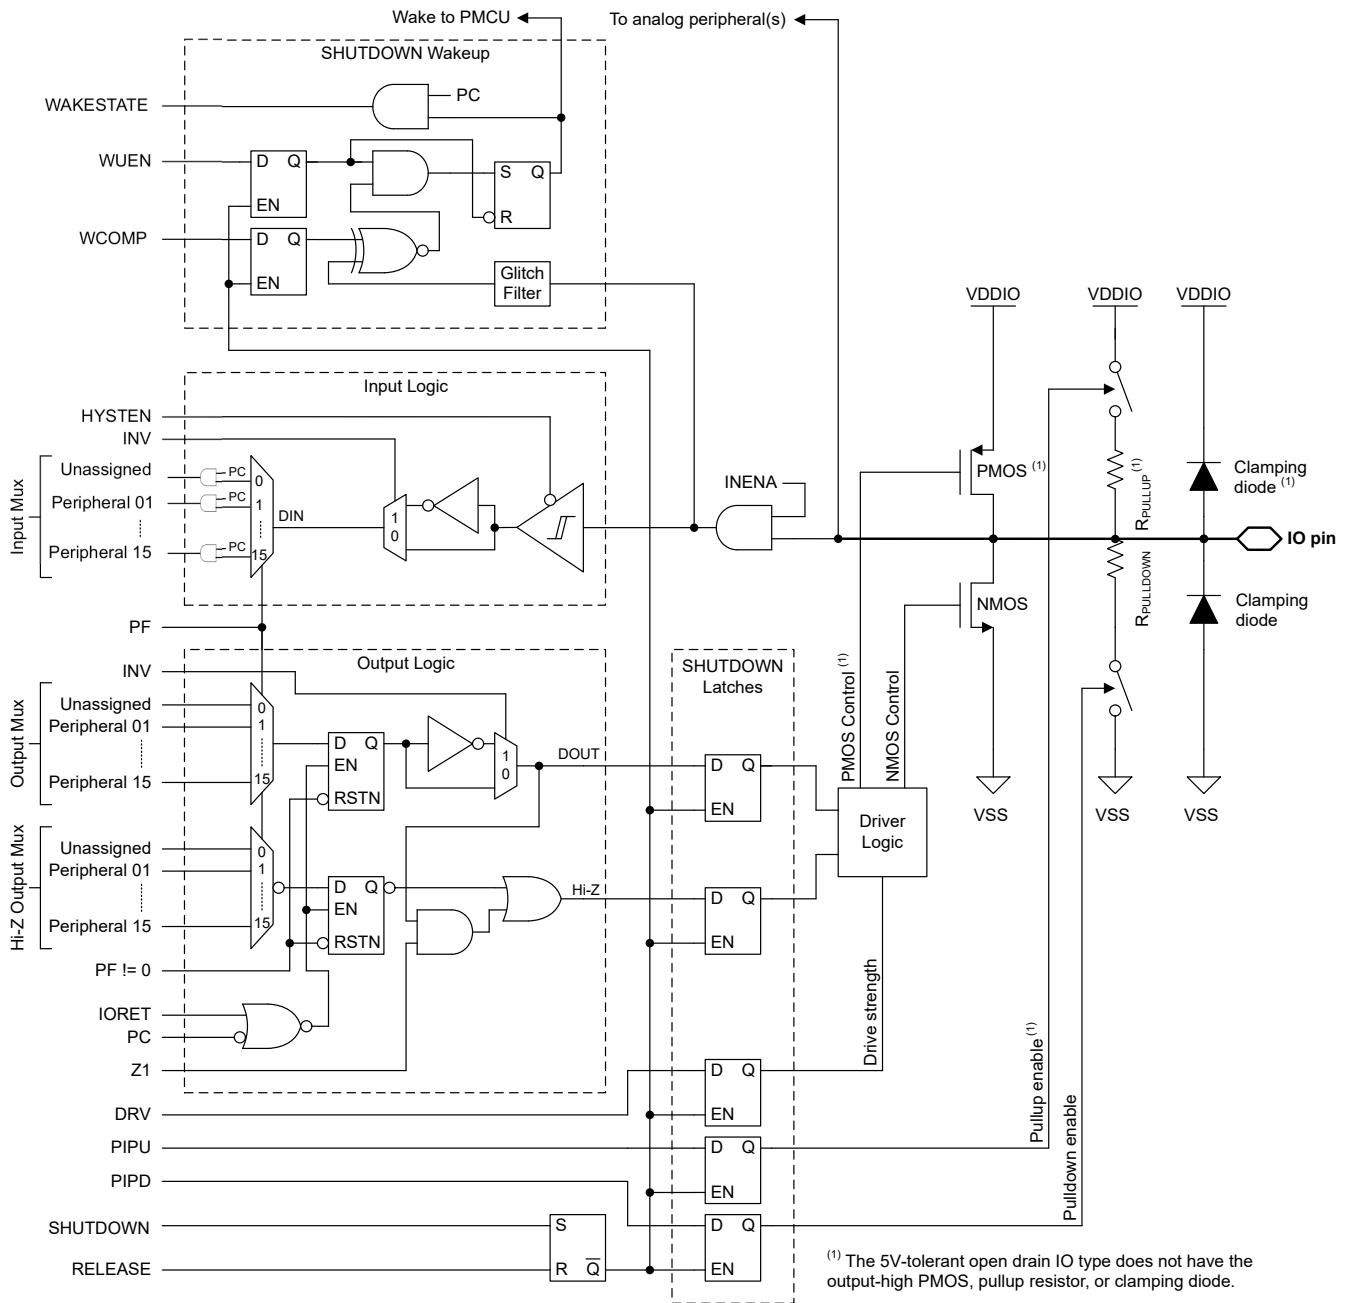 Wake to PMCU
To analog peripheral(s)
SHUTDOWN Wakeup
WAKESTATE
PC
WUEN
D Q
EN
S Q
R
WCOMP
D Q
EN
Glitch
Filter
VDDIO
VDDIO
VDDIO
Input Logic
HYSTEN
INV
Input Mux
Unassigned
PC
0
Peripheral 01
PC
1
Peripheral 15
PC
15
DIN
1
0
INENA
PMOS (1)
RPULLUP (1)
Clamping
diode (1)
IO pin
RPULLDOWN
NMOS
Clamping
diode
PF
Output Logic
INV
Output Mux
Unassigned
0
Peripheral 01
1
Peripheral 15
15
D Q
EN
RSTN
1
0
DOUT
SHUTDOWN
Latches
D Q
EN
PMOS Control (1)
NMOS Control
Driver
Logic
VSS
VSS
VSS
Hi-Z Output Mux
Unassigned
0
Peripheral 01
1
Peripheral 15
15
D Q
EN
RSTN
Hi-Z
D Q
EN
PF != 0
IORET
PC
Z1
Drive strength
D Q
EN
DRV
PIPU
D Q
EN
Pullup enable (1)
PIPD
Pulldown enable
D Q
EN
SHUTDOWN
S
RELEASE
R Q̅
(1) The 5V-tolerant open drain IO type does not have the
output-high PMOS, pullup resistor, or clamping diode.